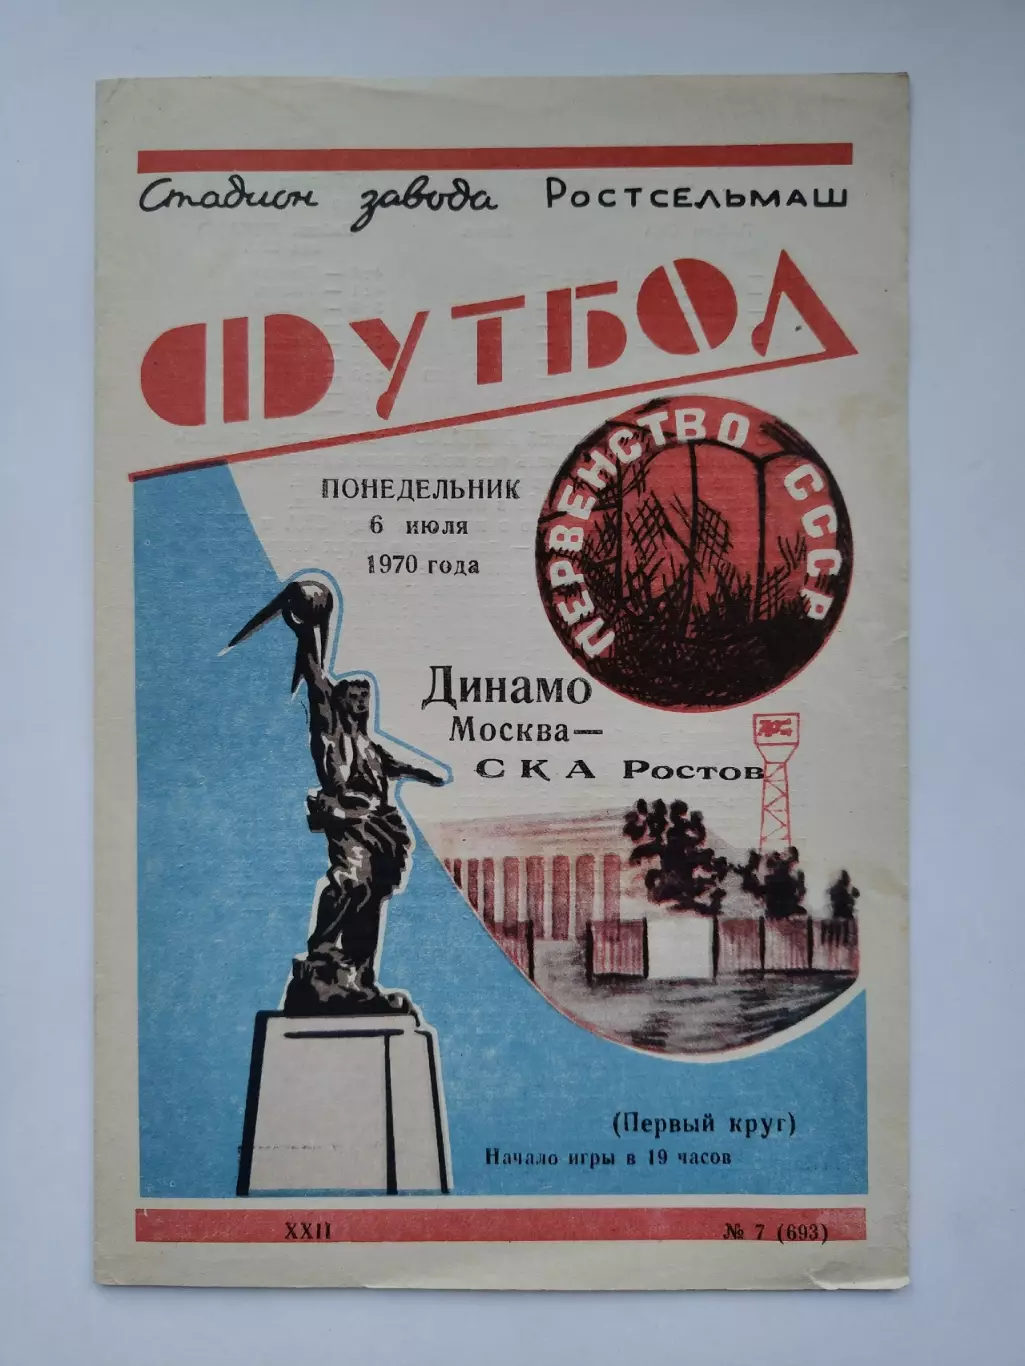 Стадион завода Ростсельмаш
ФУТБОЛ
ПЕРВЕНСТВО СССР
ПОНЕДЕЛЬНИК
6 июля
1970 года
Динамо
Москва—
СКА Ростов
(Первый круг)
Начало игры в 19 часов
XXII № 7 (693)